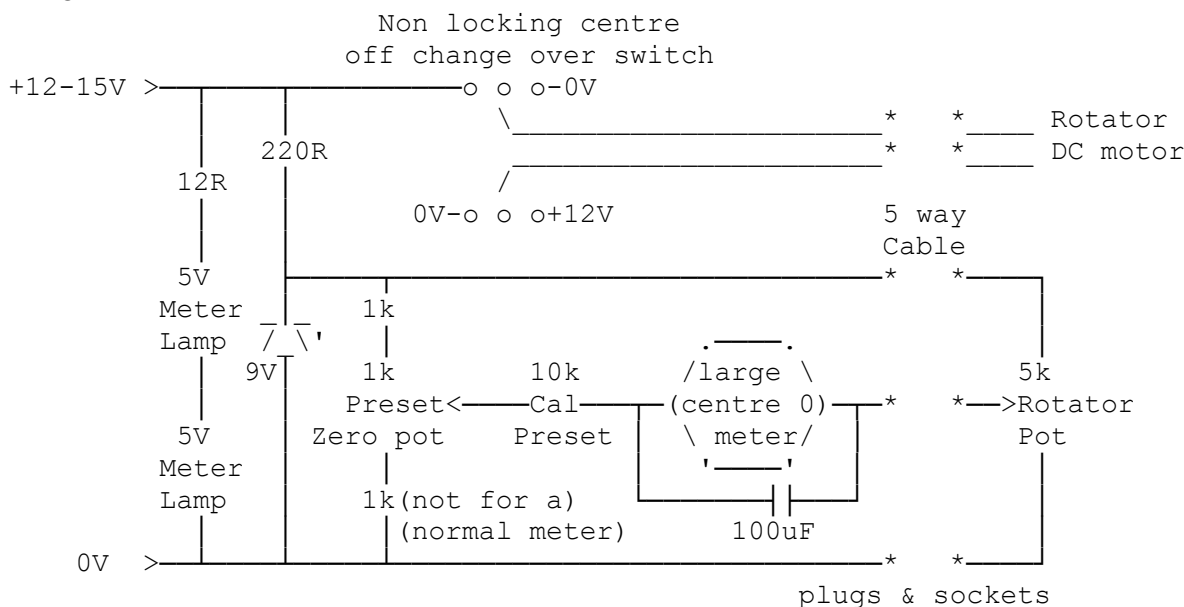 Non locking centre
off change over switch
+12-15V > o o o-0V
* * Rotator
220R * * DC motor
12R
0V-o o o+12V 5 way
Cable
5V * *
Meter 1k
Lamp
9V 1k 10k /large \ 5k
Preset< Cal (centre 0) * * >Rotator
5V Zero pot Preset \ meter/ Pot
Meter
Lamp 1k(not for a)
(normal meter) 100uF
0V > * *
plugs & sockets